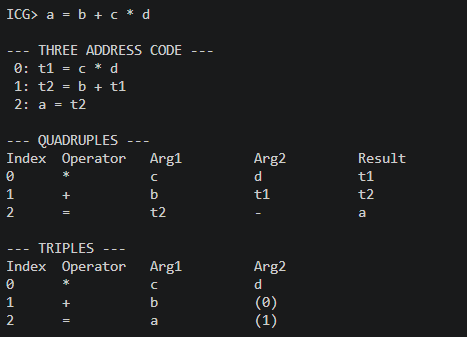 ICG> a = b + c * d
--- THREE ADDRESS CODE ---
0: t1 = c * d
1: t2 = b + t1
2: a = t2
--- QUADRUPLES ---
Index Operator Arg1 Arg2 Result
0 * c d t1
1 + b t1 t2
2 = t2 - a
--- TRIPLES ---
Index Operator Arg1 Arg2
0 * c d
1 + b (0)
2 = a (1)